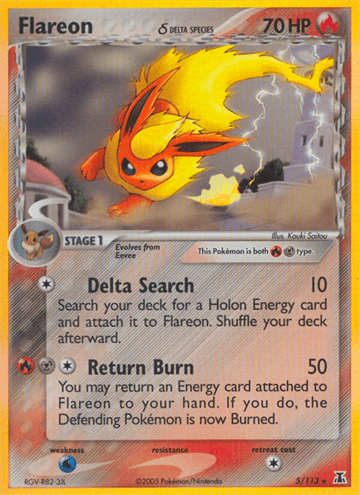 Flareon δ DELTA SPECIES 70 HP
Illus. Kouki Saitou
STAGE 1 Evolves from
Eevee
This Pokémon is both type.
Delta Search 10
Search your deck for a Holon Energy card
and attach it to Flareon. Shuffle your deck
afterward.
Return Burn 50
You may return an Energy card attached to
Flareon to your hand. If you do, the
Defending Pokémon is now Burned.
weakness resistance retreat cost
RGV-RB2-3JL ©2005 Pokémon/Nintendo 5/113 ★